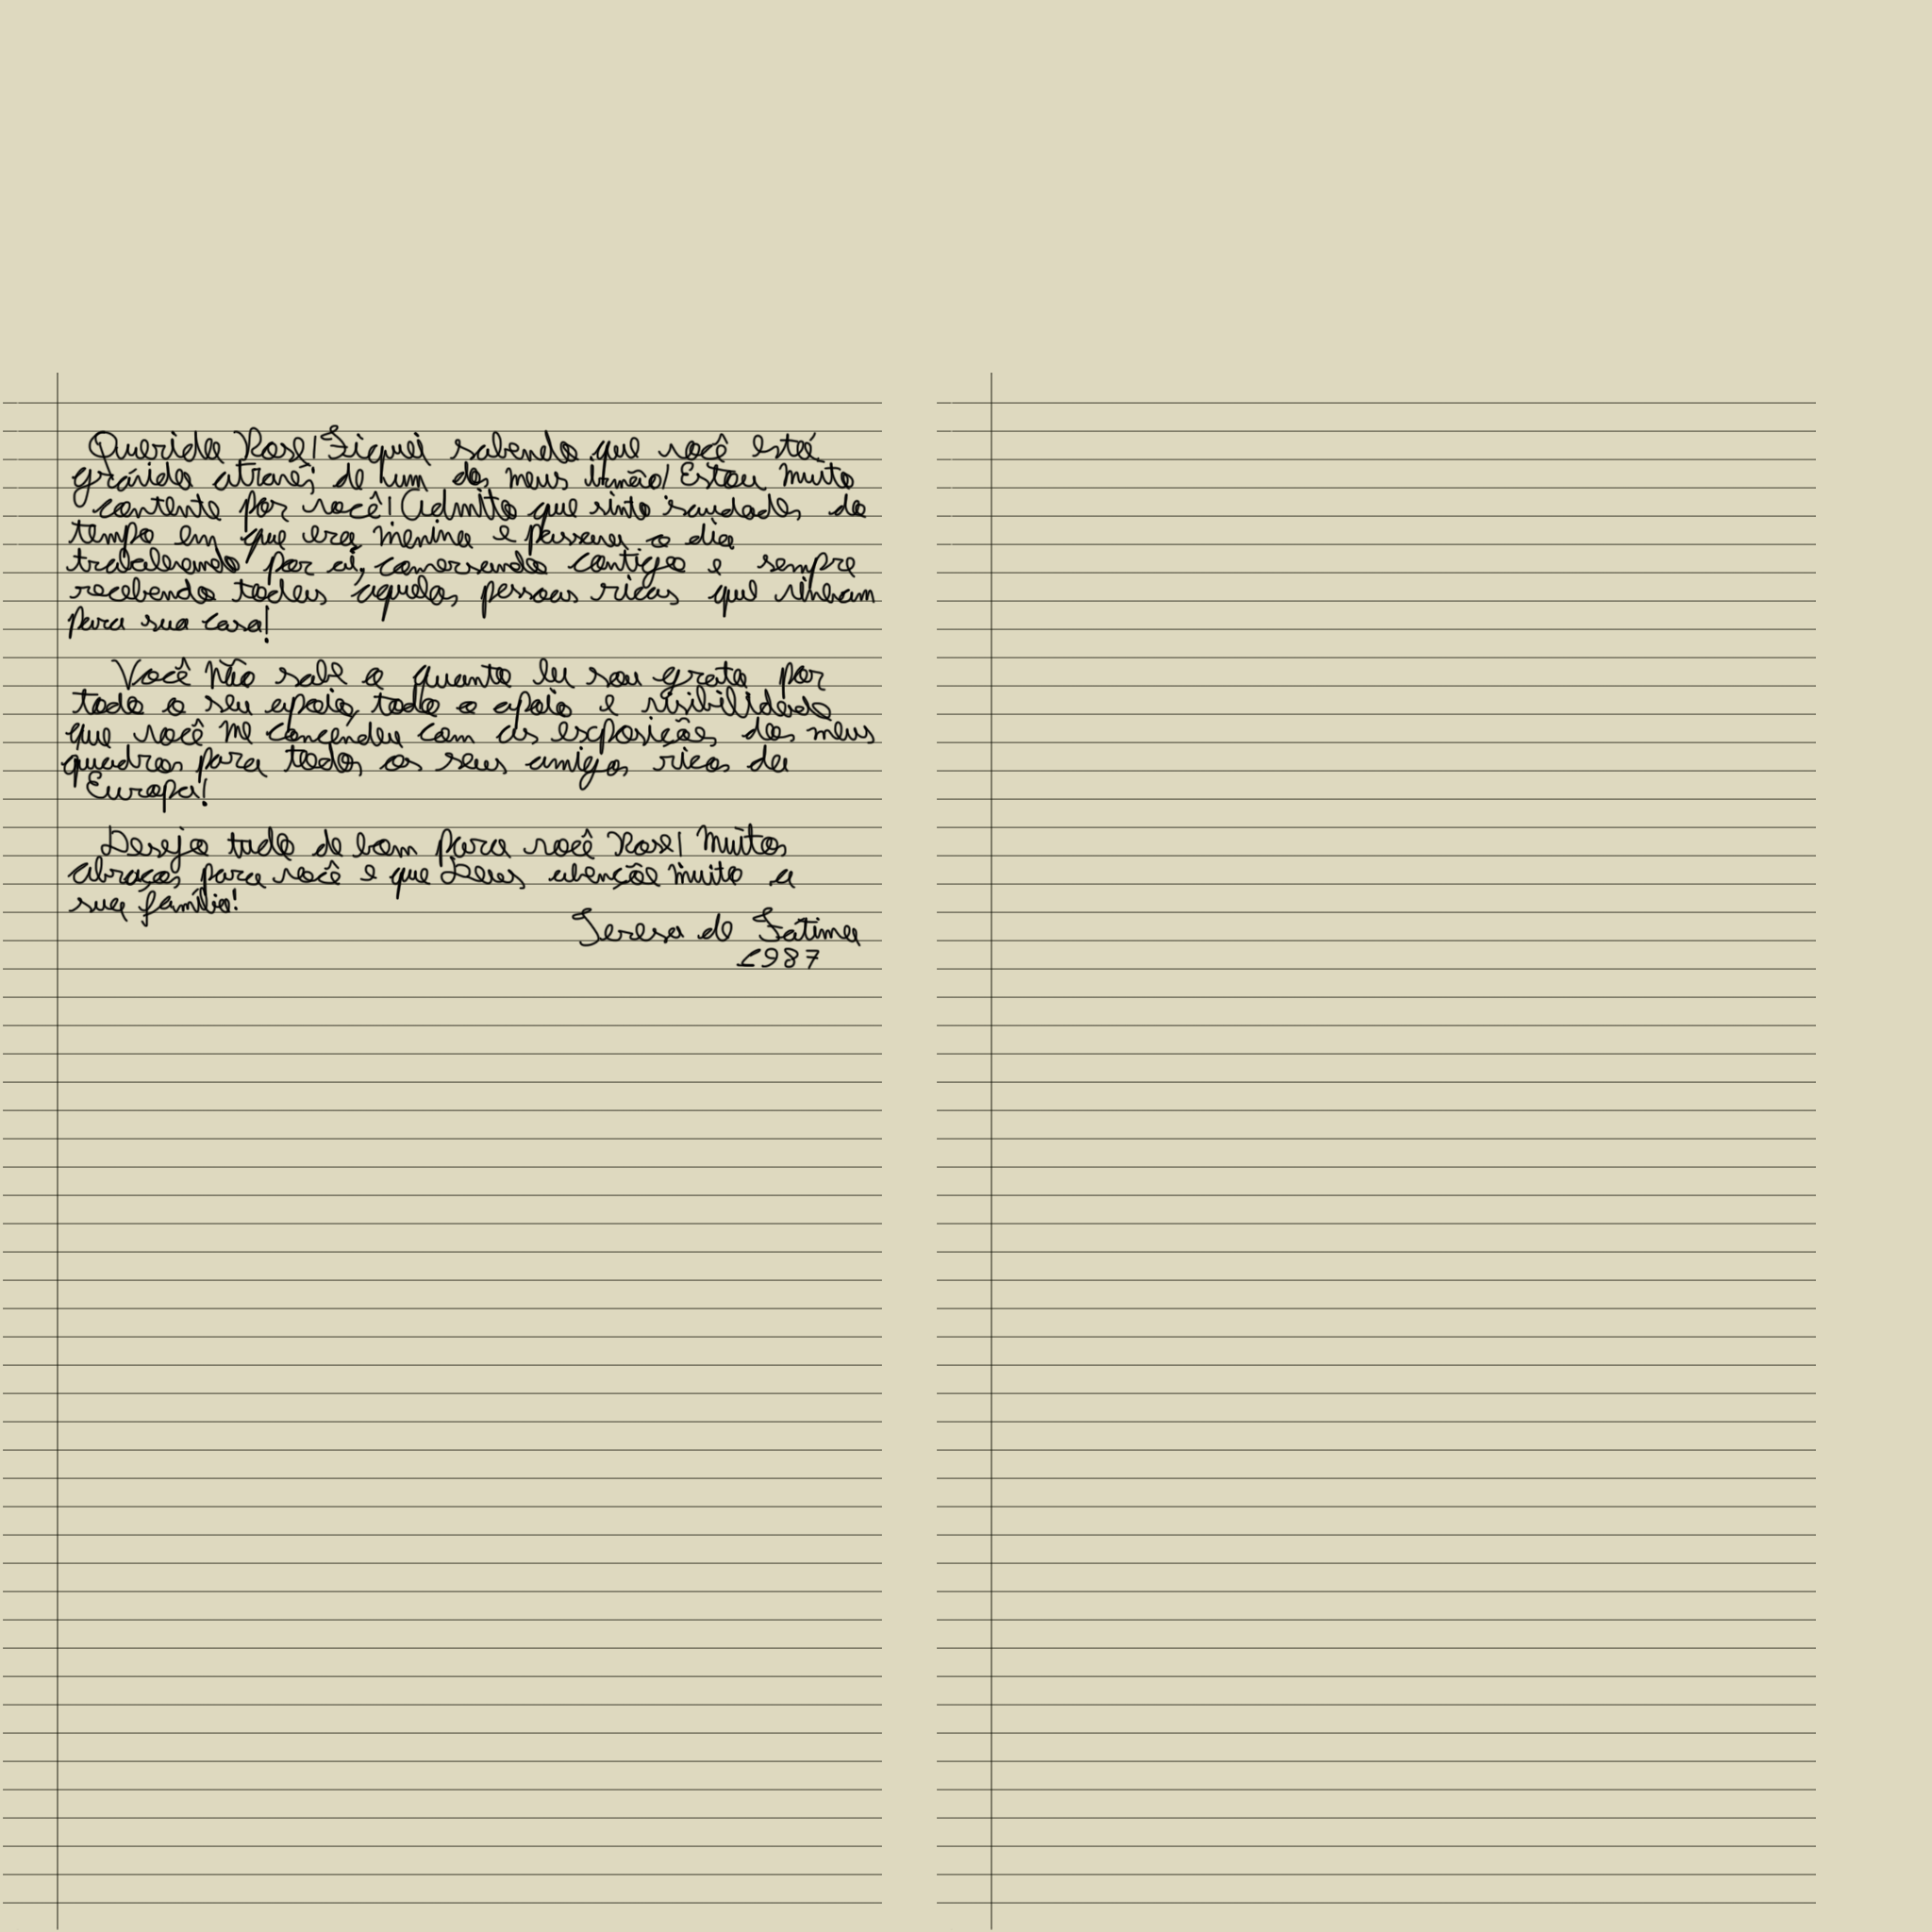 Querida Rose! Fiquei sabendo que você está
grávida através de hum dos meus irmão! Estou muito
contente por você! Admito que sinto saudades do
tempo em que era menina e passava o dia
trabalhando por aí, conversando contigo e sempre
recebendo todas aquelas pessoas ricas que vinham
para sua casa!
Você não sabe o quanto eu sou grata por
todo o seu apoio, todo o apoio e visibilidade
que você me concendeu com as exposições dos meus
quadros para todos os seus amigos ricos da
Europa!
Desejo tudo de bom para você Rose! Muitos
abraços para você e que Deus abençõe muito a
sua família!
Teresa de Fátima
1987